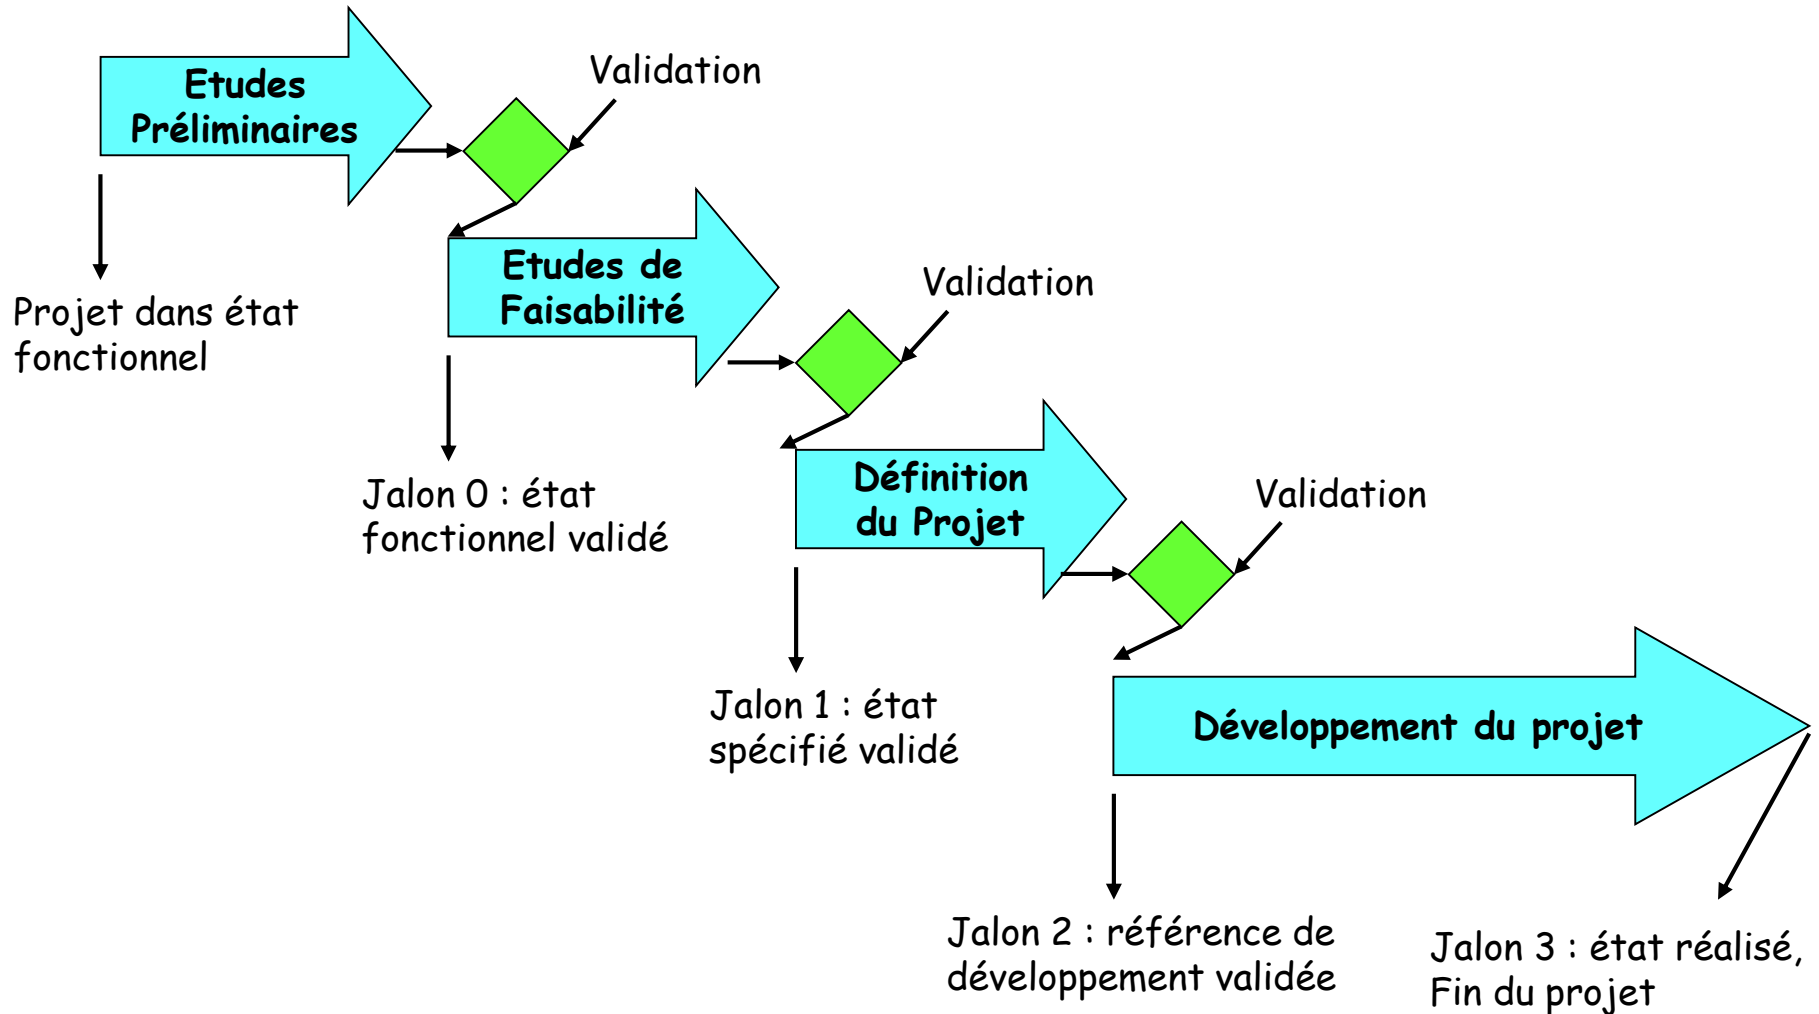 Etudes
Préliminaires
Validation
Projet dans état
fonctionnel
Etudes de
Faisabilité
Validation
Jalon 0 : état
fonctionnel validé
Définition
du Projet
Validation
Jalon 1 : état
spécifié validé
Développement du projet
Jalon 2 : référence de
développement validée
Jalon 3 : état réalisé,
Fin du projet